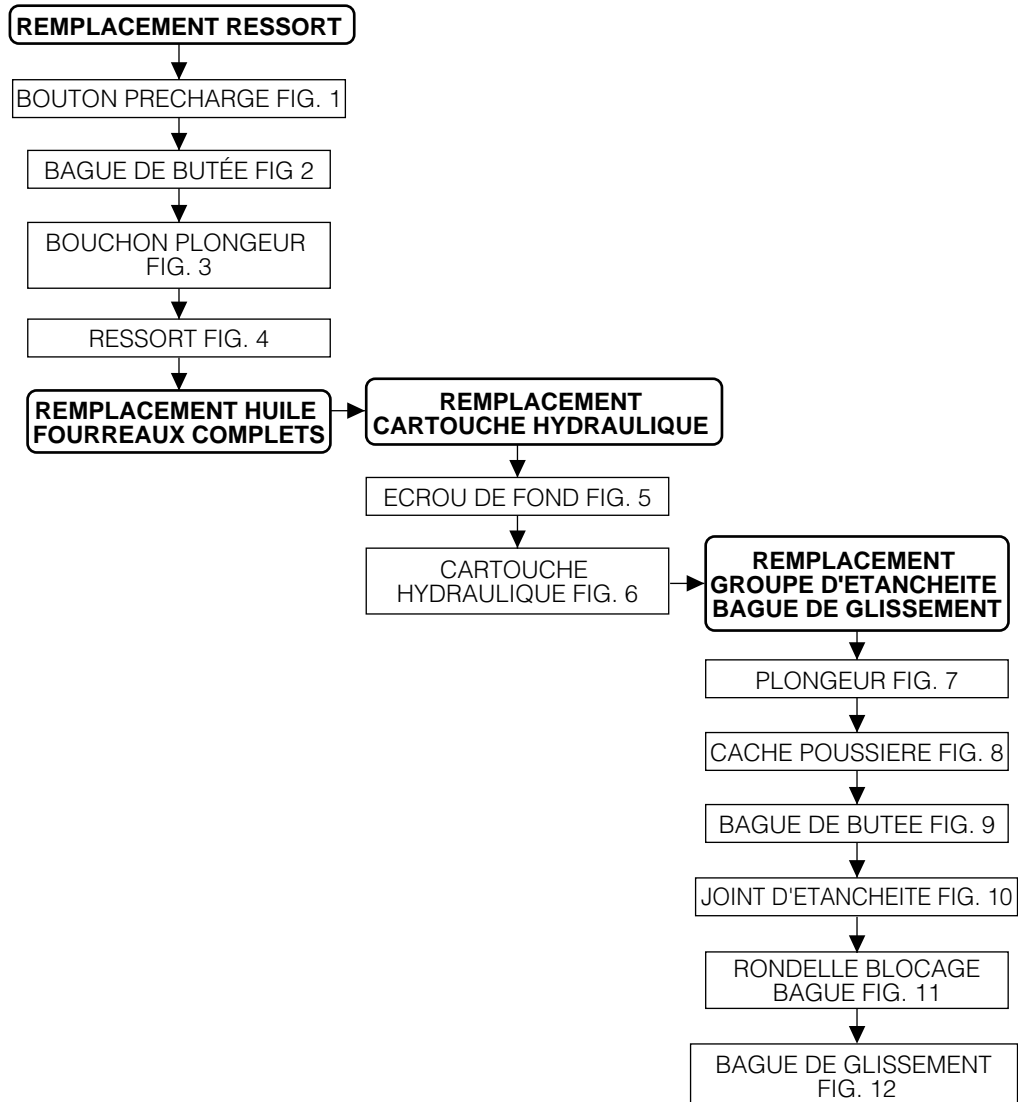 REMPLACEMENT RESSORT
BOUTON PRECHARGE FIG. 1
BAGUE DE BUTÉE FIG 2
BOUCHON PLONGEUR
FIG. 3
RESSORT FIG. 4
REMPLACEMENT HUILE
FOURREAUX COMPLETS
REMPLACEMENT
CARTOUCHE HYDRAULIQUE
ECROU DE FOND FIG. 5
CARTOUCHE
HYDRAULIQUE FIG. 6
REMPLACEMENT
GROUPE D'ETANCHEITE
BAGUE DE GLISSEMENT
PLONGEUR FIG. 7
CACHE POUSSIERE FIG. 8
BAGUE DE BUTEE FIG. 9
JOINT D'ETANCHEITE FIG. 10
RONDELLE BLOCAGE
BAGUE FIG. 11
BAGUE DE GLISSEMENT
FIG. 12